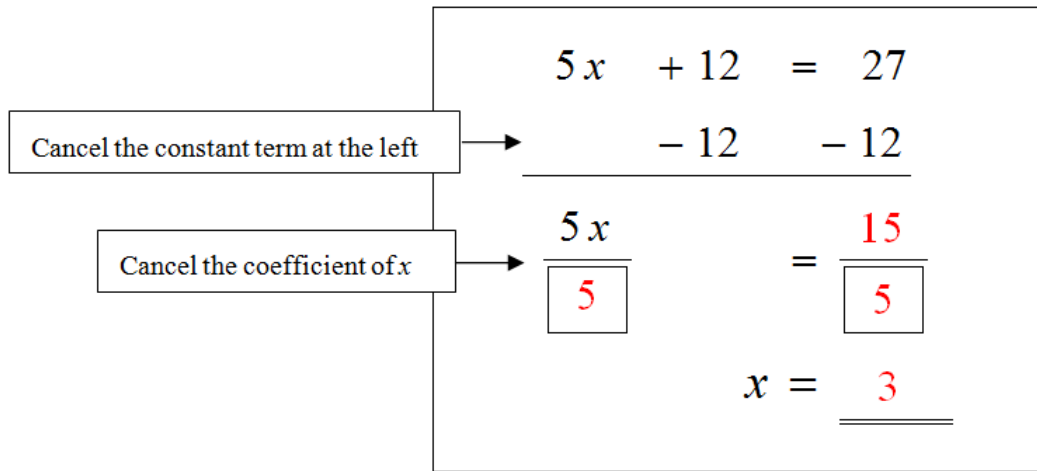 5x + 12 = 27
Cancel the constant term at the left
− 12 − 12
5x 15
Cancel the coefficient of x
=
5 5
x = 3